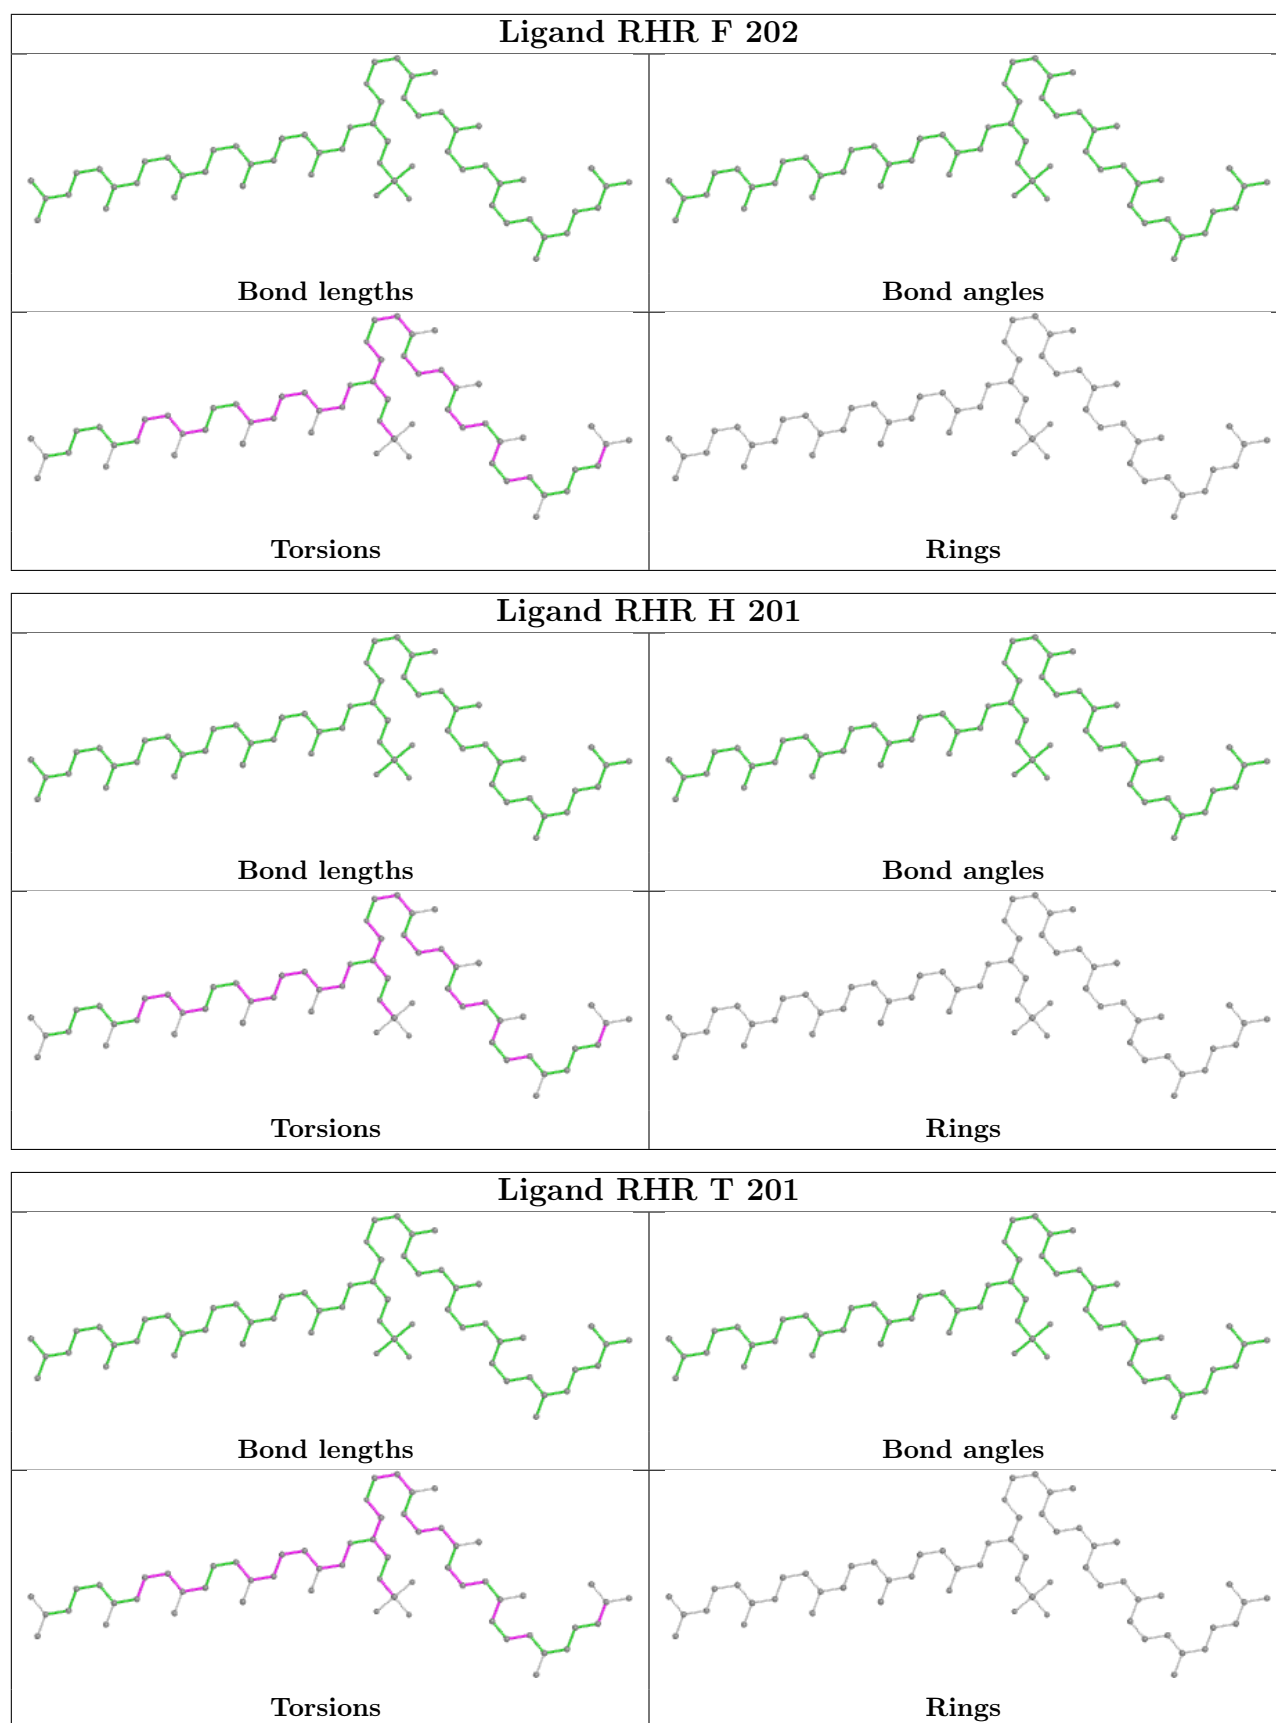 Ligand RHR F 202
Bond lengths
Bond angles
Torsions
Rings
Ligand RHR H 201
Bond lengths
Bond angles
Torsions
Rings
Ligand RHR T 201
Bond lengths
Bond angles
Torsions
Rings